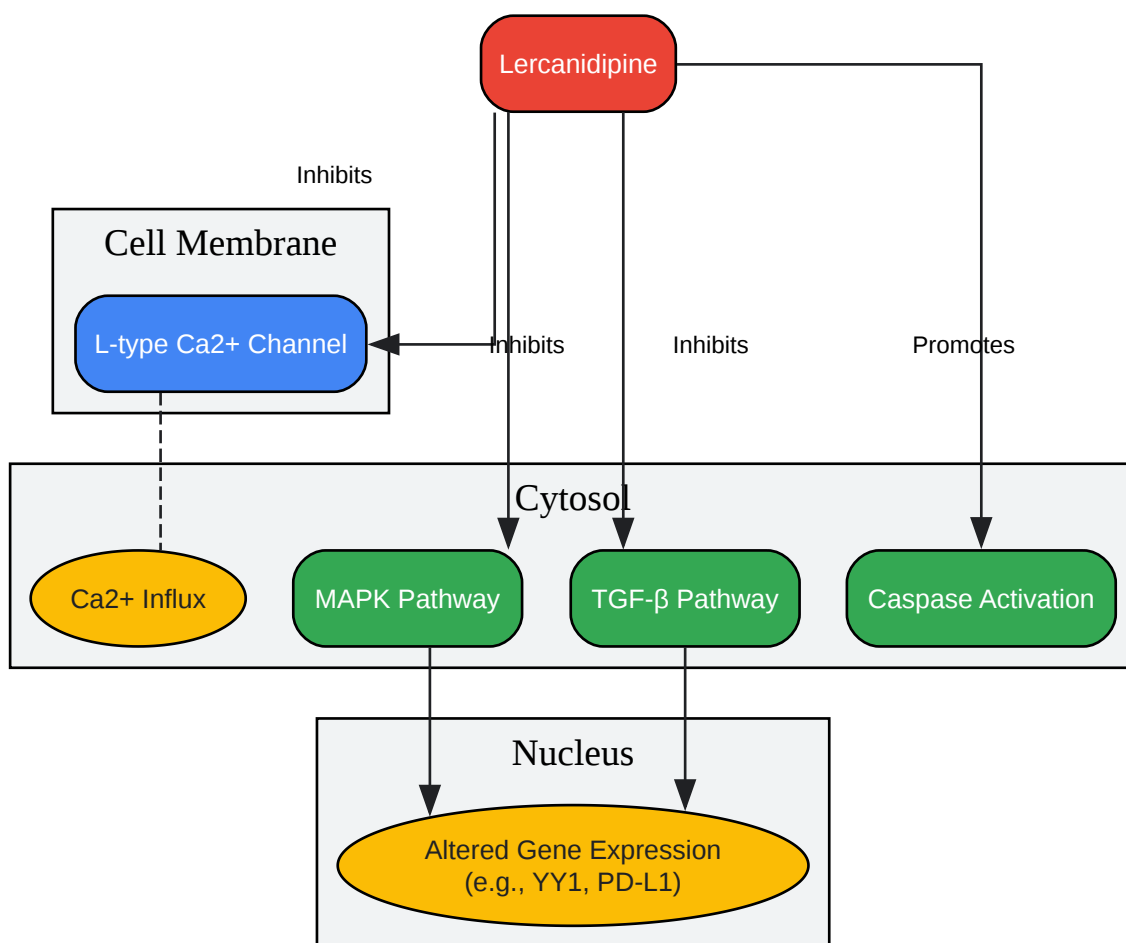 Lercanidipine
Inhibits
Cell Membrane
L-type Ca2+ Channel
Inhibits
Inhibits
Promotes
Cytosol
Ca2+ Influx
MAPK Pathway
TGF-β Pathway
Caspase Activation
Nucleus
Altered Gene Expression
(e.g., YY1, PD-L1)